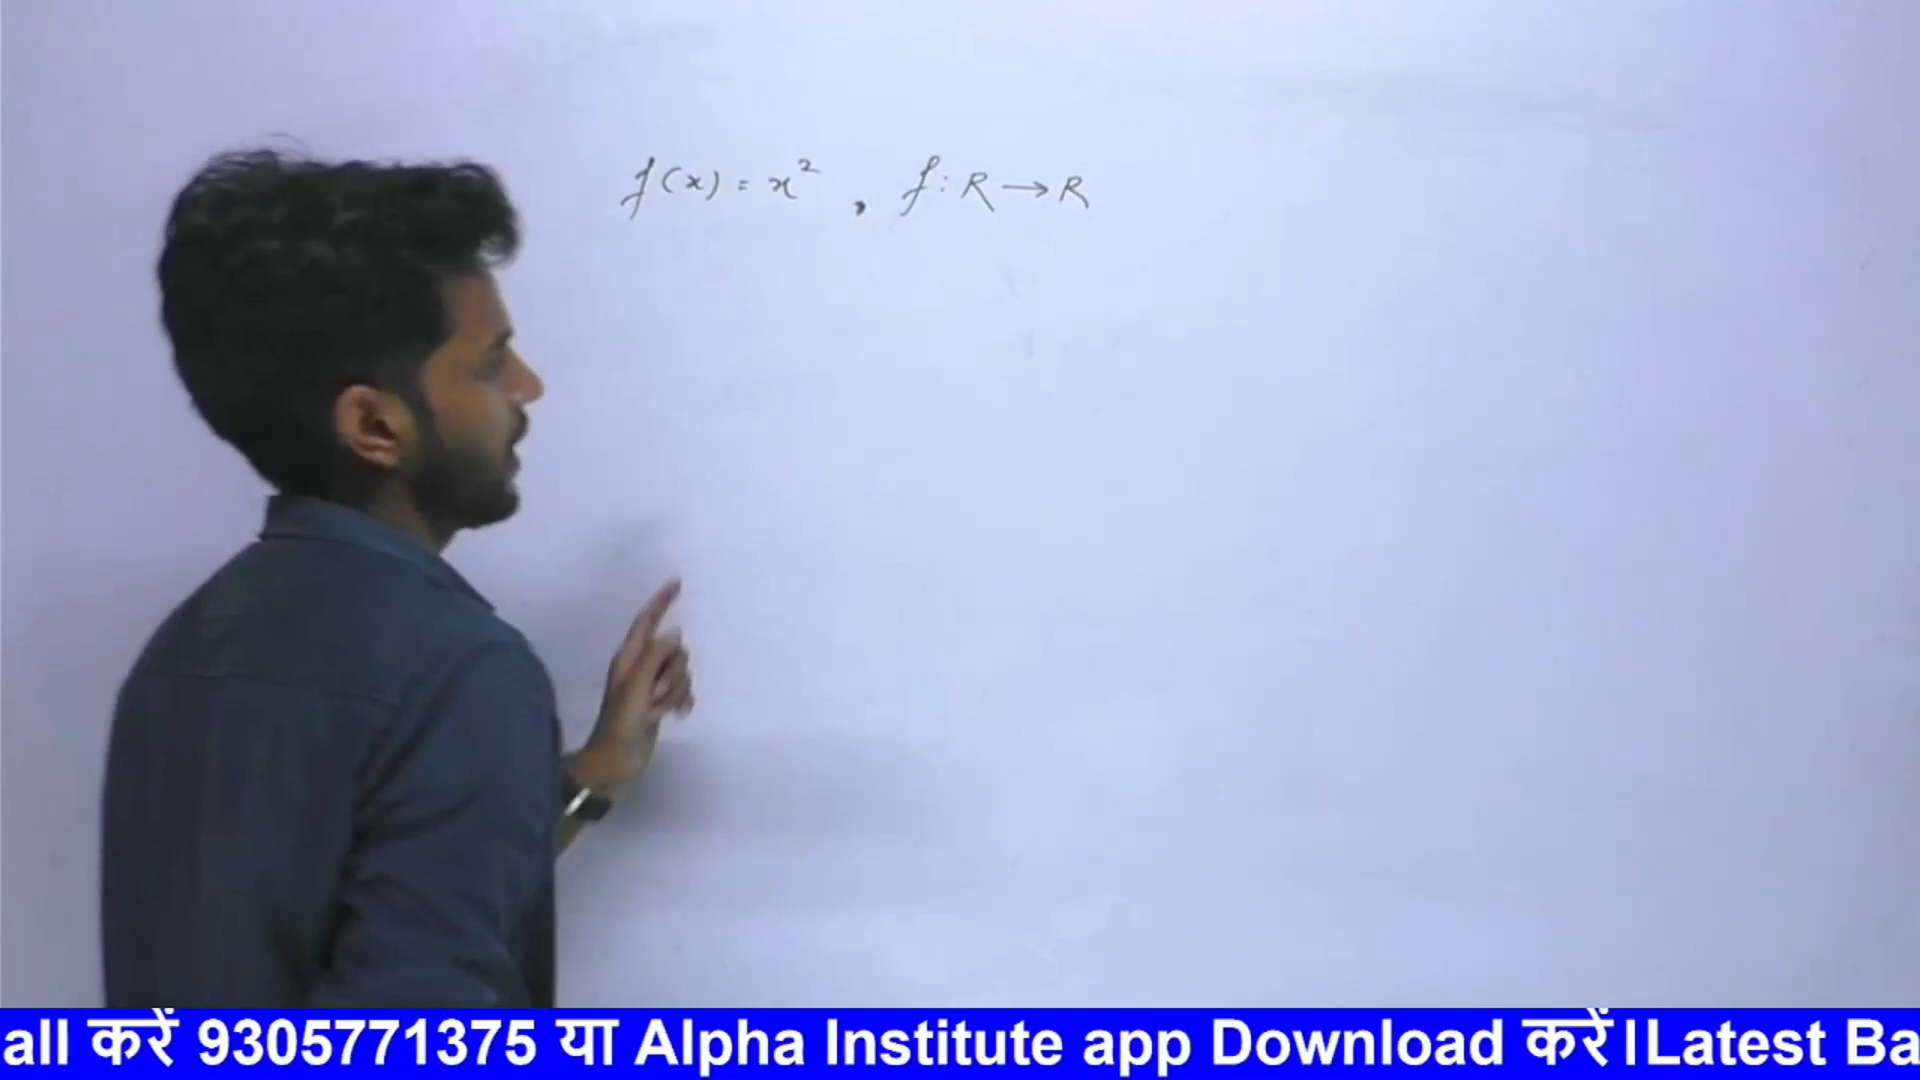 f(x) = x², f: R → R
all करें 9305771375 या Alpha Institute app Download करें।Latest Ba